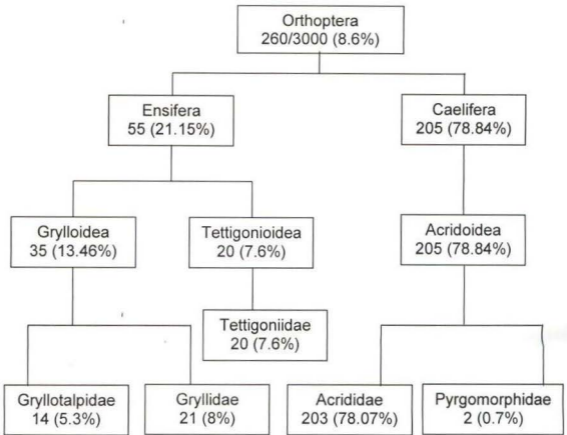 Orthoptera
260/3000 (8.6%)
Ensifera
55 (21.15%)
Caelifera
205 (78.84%)
Grylloidea
35 (13.46%)
Tettigonioidea
20 (7.6%)
Acridoidea
205 (78.84%)
Tettigoniidae
20 (7.6%)
Gryllotalpidae
14 (5.3%)
Gryllidae
21 (8%)
Acrididae
203 (78.07%)
Pyrgomorphidae
2 (0.7%)